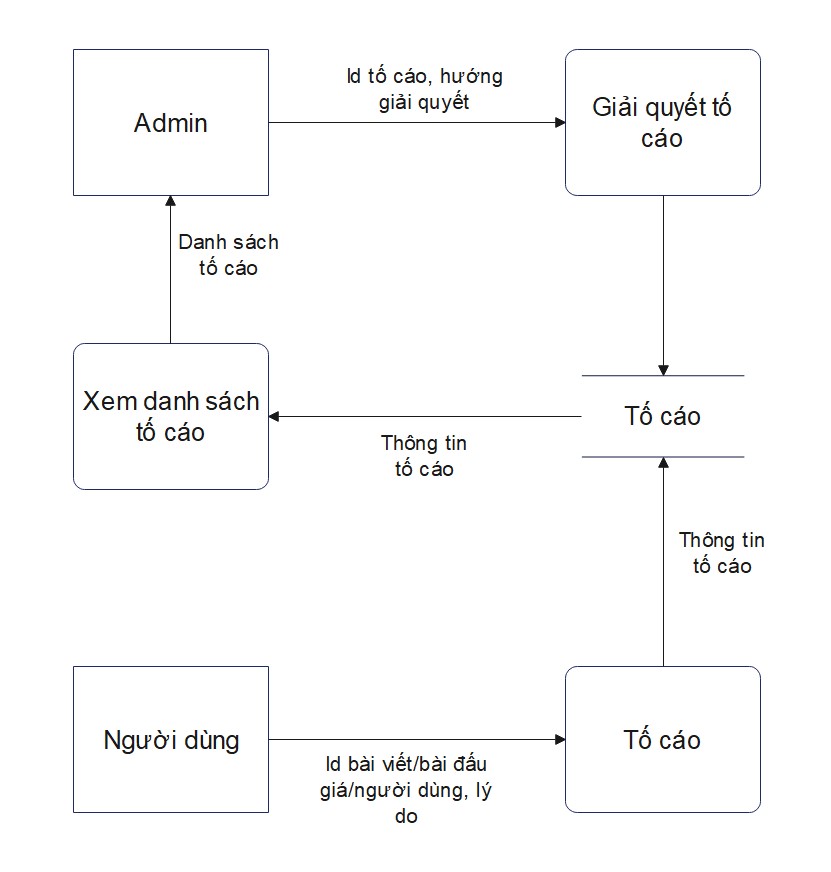 Admin
Id tố cáo, hướng
giải quyết
Giải quyết tố
cáo
Danh sách
tố cáo
Xem danh sách
tố cáo
Thông tin
tố cáo
Tố cáo
Thông tin
tố cáo
Người dùng
Id bài viết/bài đấu
giá/người dùng, lý
do
Tố cáo